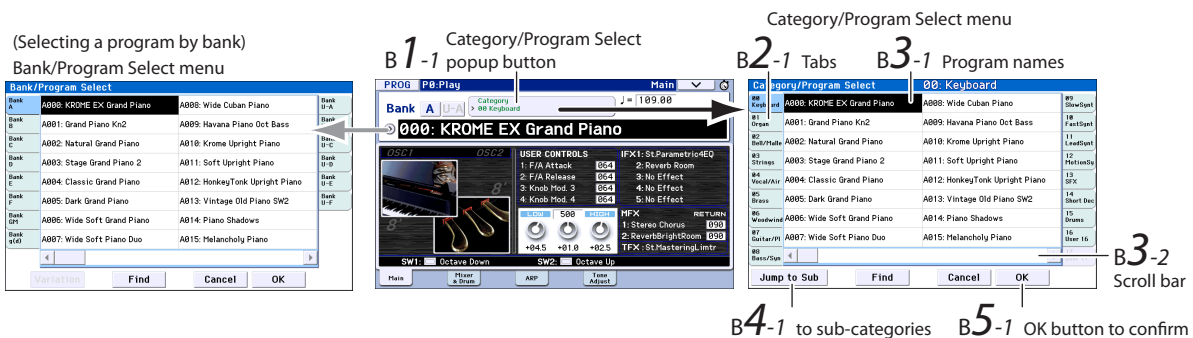 Category/Program Select menu
(Selecting a program by bank)
Bank/Program Select menu
B1-1 Category/Program Select
popup button
B2-1 Tabs
B3-1 Program names
Bank/Program Select
Bank A
Bank B
Bank C
Bank D
Bank E
Bank F
Bank GM
Bank g(d)
A000: KROME EX Grand Piano
A001: Grand Piano Kn2
A002: Natural Grand Piano
A003: Stage Grand Piano 2
A004: Classic Grand Piano
A005: Dark Grand Piano
A006: Wide Soft Grand Piano
A007: Wide Soft Piano Duo
A008: Wide Cuban Piano
A009: Havana Piano Oct Bass
A010: Krome Upright Piano
A011: Soft Upright Piano
A012: HonkeyTonk Upright Piano
A013: Vintage Old Piano SW2
A014: Piano Shadows
A015: Melancholy Piano
Bank U-A
Bank
Bank U-C
Bank U-D
Bank U-E
Bank U-F
Variation
Find
Cancel
OK
PROG P0:Play Main
Bank A U-A
Category
> 00 Keyboard
♩= 109.00
000: KROME EX Grand Piano
OSC1
OSC2
8'
8'
USER CONTROLS
1: F/A Attack 064
2: F/A Release 064
3: Knob Mod. 3 064
4: Knob Mod. 4 064
LOW 500 HIGH
+04.5 +01.0 +02.5
IFX1: St.Parametric4EQ
2: Reverb Room
3: No Effect
4: No Effect
5: No Effect
MFX RETURN
1: Stereo Chorus 090
2: ReverbBrightRoom 090
TFX : St.MasteringLimtr
SW1: Octave Down
SW2: Octave Up
Main
Mixer
& Drum
ARP
Tone
Adjust
Category/Program Select 00: Keyboard
00 Keyboard
01 Organ
02 Bell/Malle
03 Strings
04 Vocal/Air
05 Brass
06 Woodwind
07 Guitar/Pl
08 Bass/Syn
A000: KROME EX Grand Piano
A001: Grand Piano Kn2
A002: Natural Grand Piano
A003: Stage Grand Piano 2
A004: Classic Grand Piano
A005: Dark Grand Piano
A006: Wide Soft Grand Piano
A007: Wide Soft Piano Duo
A008: Wide Cuban Piano
A009: Havana Piano Oct Bass
A010: Krome Upright Piano
A011: Soft Upright Piano
A012: HonkeyTonk Upright Piano
A013: Vintage Old Piano SW2
A014: Piano Shadows
A015: Melancholy Piano
09 SlowSynt
10 FastSynt
11 LeadSynt
12 MotionSy
13 SFX
14 Short Dec
15 Drums
16 User 16
Jump to Sub
Find
Cancel
OK
B3-2
Scroll bar
B4-1 to sub-categories
B5-1 OK button to confirm